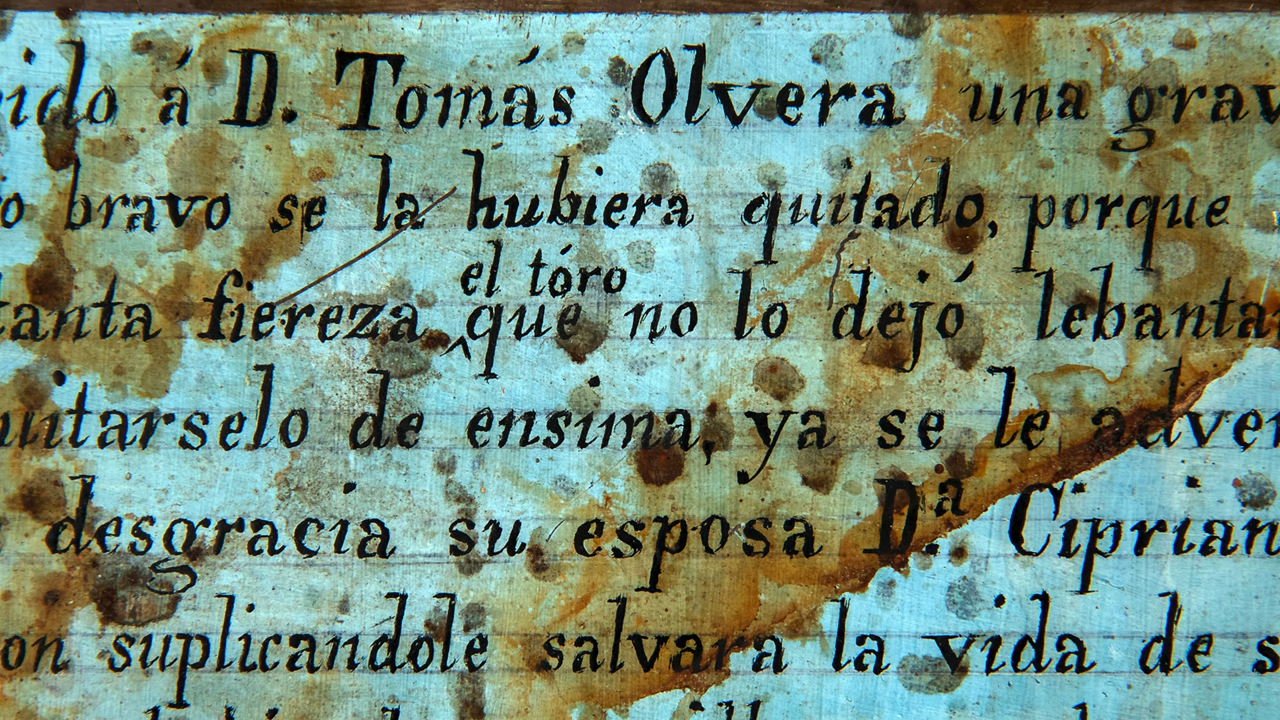 ido á D. Tomás Olvera una grav
o bravo se la hubiera quitado, porque
el tóro
tanta fiereza ^ que no lo dejó lebanta
uitarselo de ensima, ya se le adver
desgracia su esposa Dª. Ciprian
on suplicandole salvara la vida de s